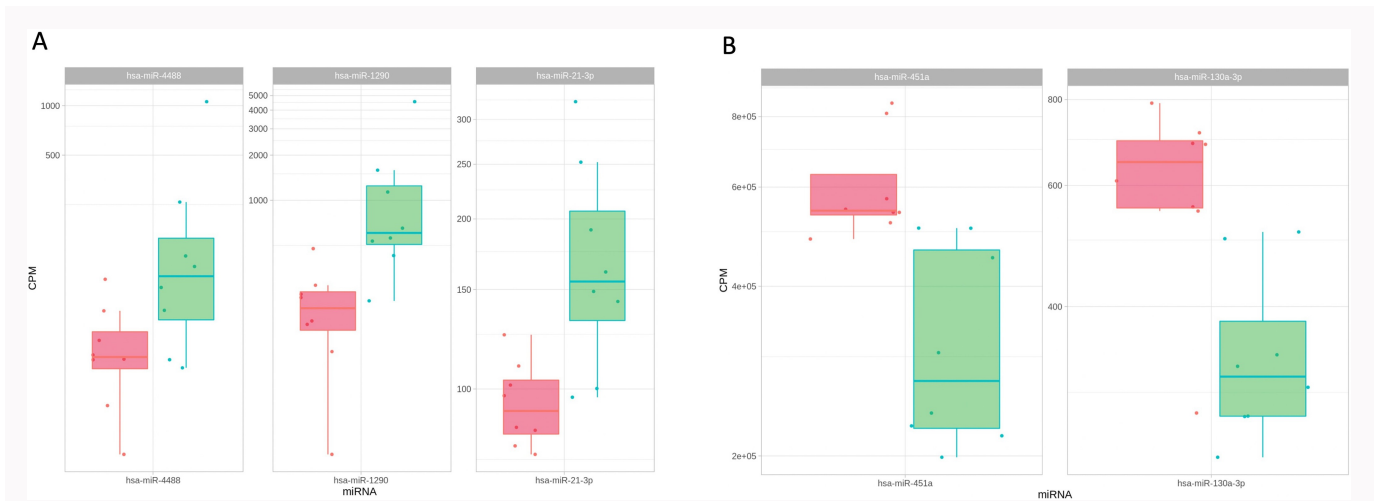 A
B
hsa-miR-4488
hsa-miR-1290
hsa-miR-21-3p
hsa-miR-451a
hsa-miR-130a-3p
CPM
1000
500
5000
4000
3000
2000
1000
300
250
200
150
100
CPM
8e+05
6e+05
4e+05
2e+05
800
600
400
hsa-miR-4488
hsa-miR-1290
hsa-miR-21-3p
miRNA
hsa-miR-451a
hsa-miR-130a-3p
miRNA